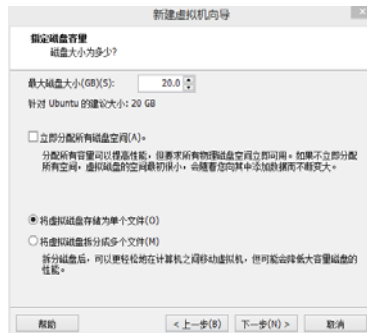 新建虚拟机向导
指定磁盘容量
磁盘大小为多少?
最大磁盘大小(GB)(S): 20.0
针对 Ubuntu 的建议大小: 20 GB
立即分配所有磁盘空间(A)。
分配所有容量可以提高性能，但要求所有物理磁盘空间立即可用。如果不立即分配
所有空间，虚拟磁盘的空间最初很小，会随着您向其中添加数据而不断变大。
将虚拟磁盘存储为单个文件(O)
将虚拟磁盘拆分成多个文件(M)
拆分磁盘后，可以更轻松地在计算机之间移动虚拟机，但可能会降低大容量磁盘的
性能。
帮助 < 上一步(B) 下一步(N) > 取消